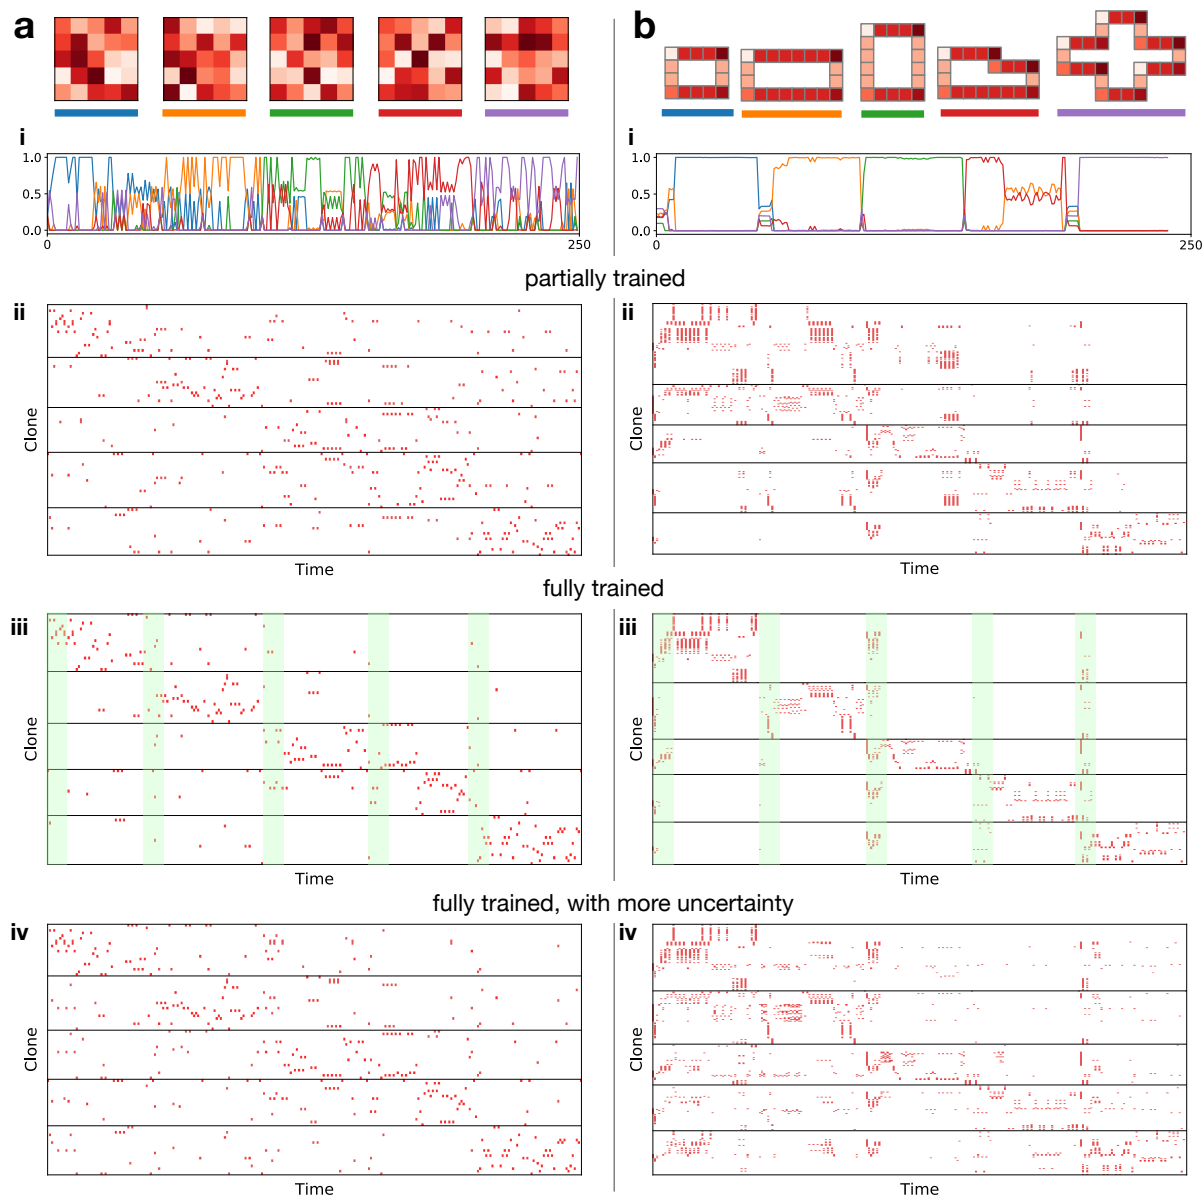 a
b
i
1.0
0.5
0.0
0
250
i
1.0
0.5
0.0
0
250
partially trained
ii
Clone
Time
ii
Clone
Time
fully trained
iii
Clone
Time
iii
Clone
Time
fully trained, with more uncertainty
iv
Clone
Time
iv
Clone
Time